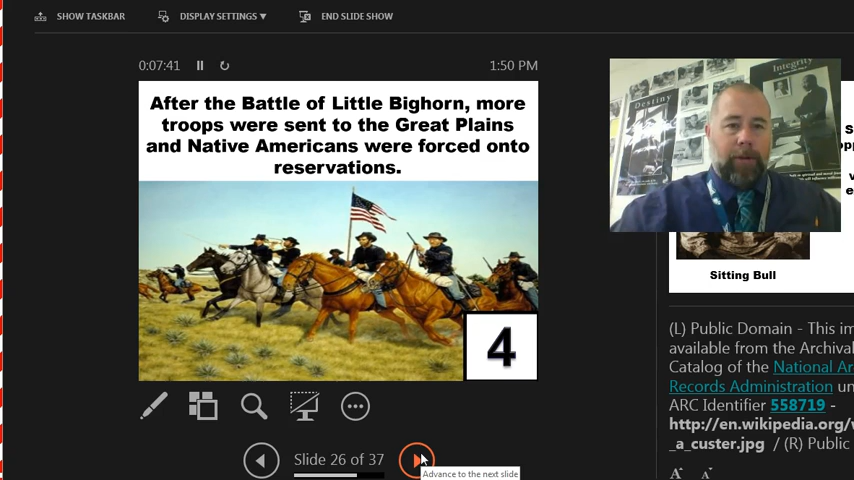 SHOW TASKBAR
DISPLAY SETTINGS ▼
END SLIDE SHOW
0:07:41
1:50 PM
After the Battle of Little Bighorn, more
troops were sent to the Great Plains
and Native Americans were forced onto
reservations.
4
Slide 26 of 37
Advance to the next slide
Destiny
Integrity
Sitting Bull
(L) Public Domain - This im
available from the Archival
Catalog of the National Ar
Records Administration un
ARC Identifier 558719 -
http://en.wikipedia.org/v
_a_custer.jpg / (R) Public
A A